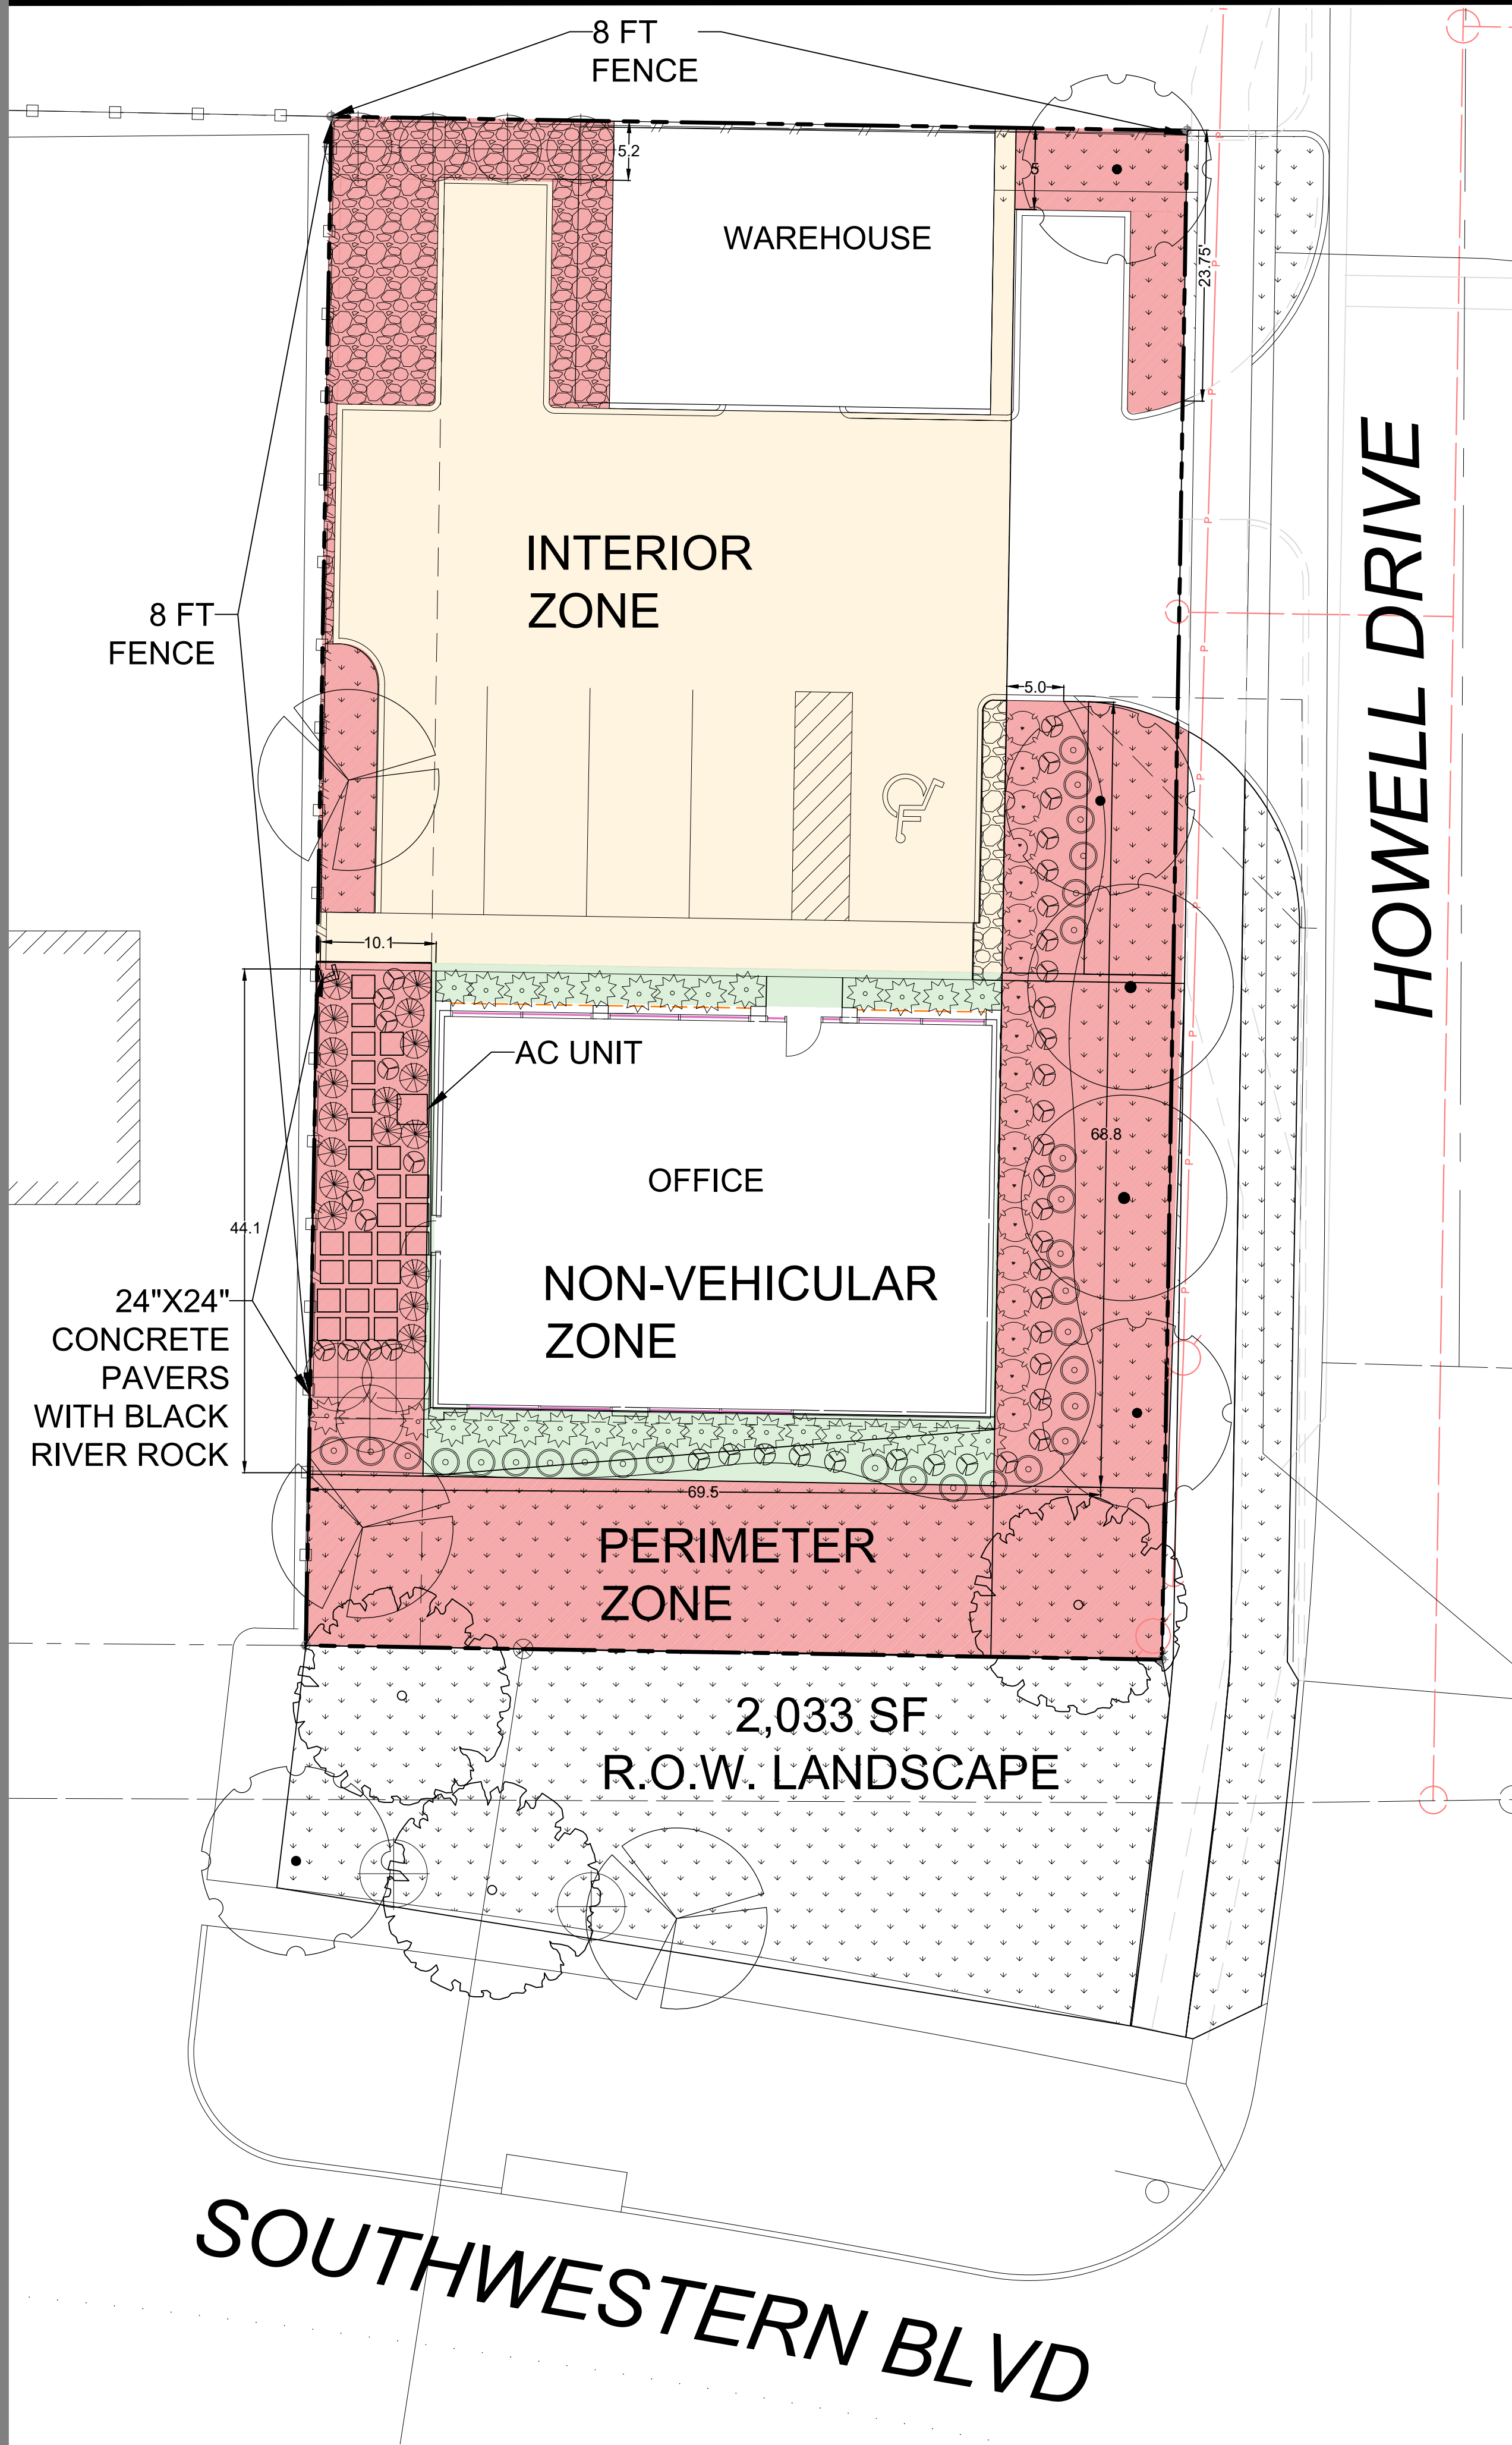 8 FT
FENCE
5.2
5
WAREHOUSE
23.75'
INTERIOR
ZONE
8 FT
FENCE
HOWELL DRIVE
5.0
10.1
AC UNIT
OFFICE
68.8
44.1
NON-VEHICULAR
ZONE
24"X24"
CONCRETE
PAVERS
WITH BLACK
RIVER ROCK
69.5
PERIMETER
ZONE
2,033 SF
R.O.W. LANDSCAPE
SOUTHWESTERN BLVD
P
P
P
P
P
P
P
P
P
P
P